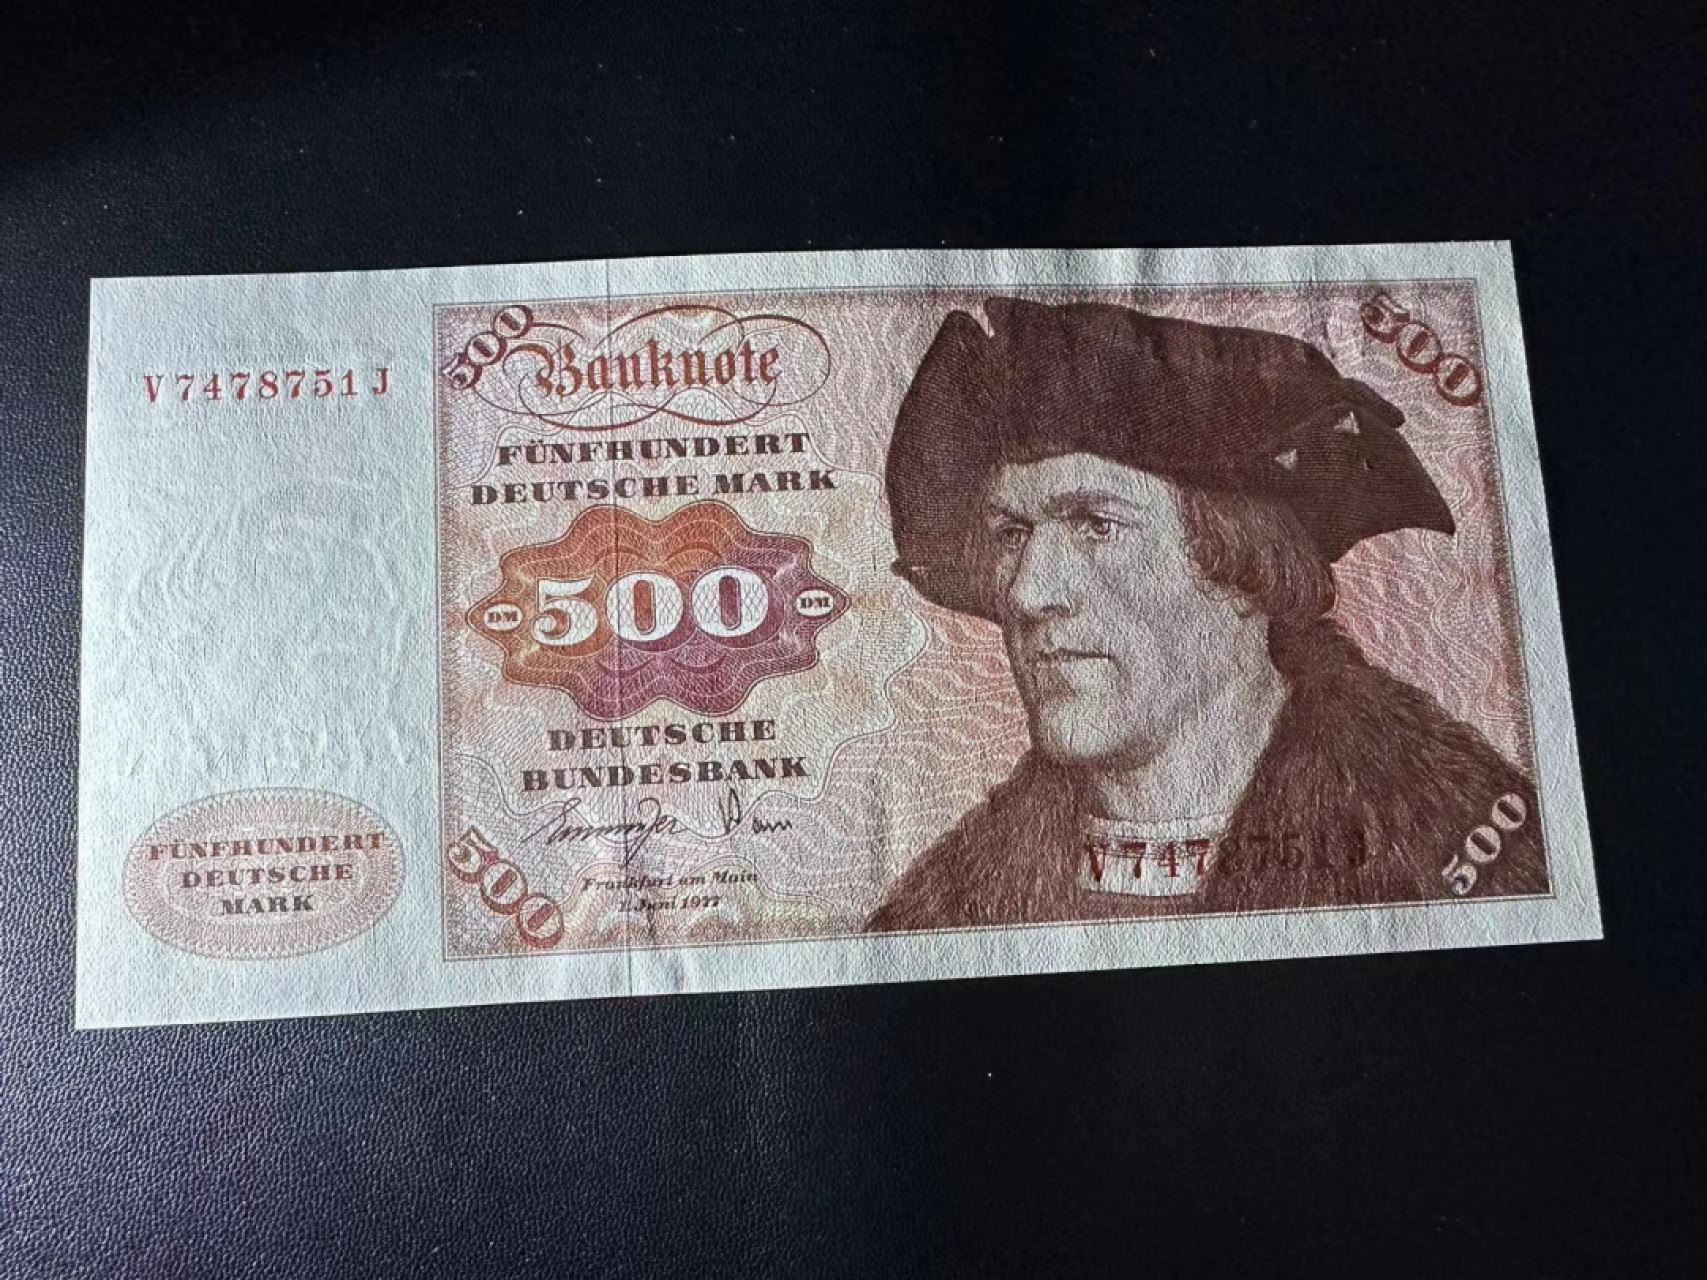 500 Banknote 500
V7478751J
FÜNFHUNDERT
DEUTSCHE MARK
DM 500 DM
DEUTSCHE
BUNDESBANK
Frankfurt am Main
1. Juni 1977
V7478751J
500
500
FÜNFHUNDERT
DEUTSCHE
MARK